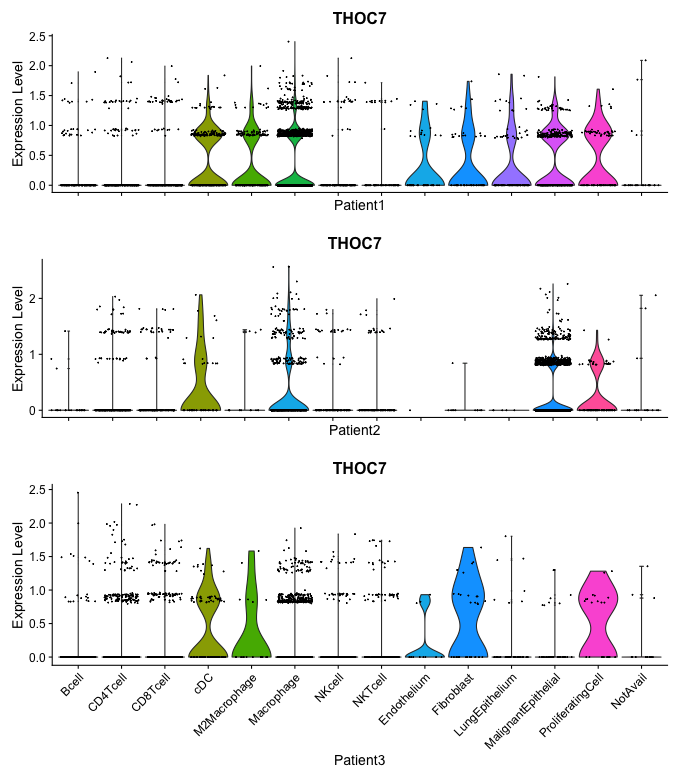 THOC7
Expression Level
2.5
2.0
1.5
1.0
0.5
0.0
Patient1
THOC7
Expression Level
2
1
0
Patient2
THOC7
Expression Level
2.5
2.0
1.5
1.0
0.5
0.0
Bcell
CD4Tcell
CD8Tcell
cDC
M2Macrophage
Macrophage
NKcell
NKTcell
Endothelium
Fibroblast
LungEpithelium
MalignantEpithelial
ProliferatingCell
NotAvail
Patient3